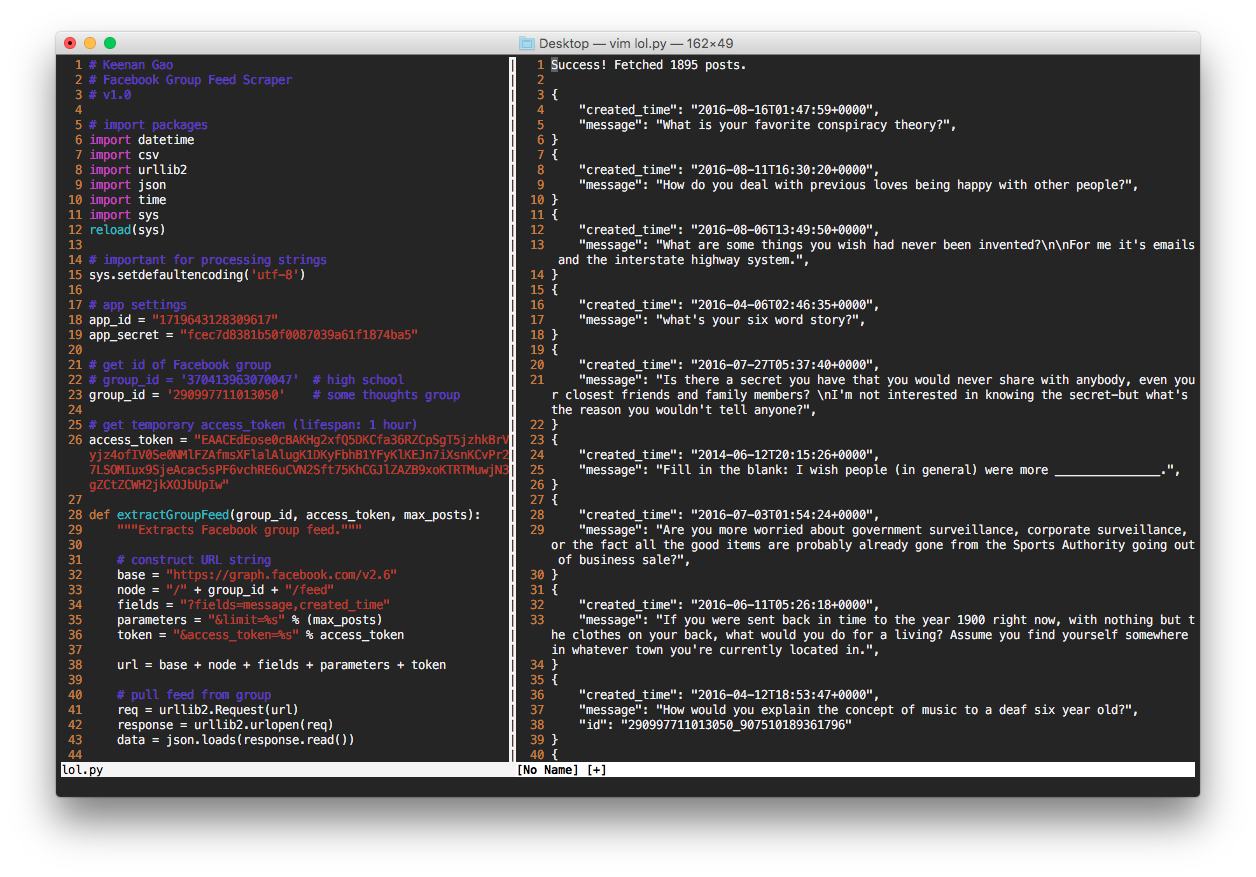 Desktop — vim lol.py — 162×49
1 # Keenan Gao
2 # Facebook Group Feed Scraper
3 # v1.0
4
5 # import packages
6 import datetime
7 import csv
8 import urllib2
9 import json
10 import time
11 import sys
12 reload(sys)
13
14 # important for processing strings
15 sys.setdefaultencoding('utf-8')
16
17 # app settings
18 app_id = "1719643128309617"
19 app_secret = "fcec7d8381b50f0087039a61f1874ba5"
20
21 # get id of Facebook group
22 # group_id = '370413963070047'  # high school
23 group_id = '290997711013050'    # some thoughts group
24
25 # get temporary access_token (lifespan: 1 hour)
26 access_token = "EAACEdEose0cBAKHg2xfQ5DKCfa36RZCpSgT5jzhkBrV
yjz4ofIV0Se0NMlFZAfmsXFlalAlugK1DKyFbhB1YFyKlKEJn7iXsnKCvPr2
7LSOMIux9SjeAcac5sPF6vchRE6uCVN2Sft75KhCGJlZAZB9xoKTRTMuwjN3
gZCtZCWH2jkXOJbUpIw"
27
28 def extractGroupFeed(group_id, access_token, max_posts):
29     """Extracts Facebook group feed."""
30
31     # construct URL string
32     base = "https://graph.facebook.com/v2.6"
33     node = "/" + group_id + "/feed"
34     fields = "?fields=message,created_time"
35     parameters = "&limit=%s" % (max_posts)
36     token = "&access_token=%s" % access_token
37
38     url = base + node + fields + parameters + token
39
40     # pull feed from group
41     req = urllib2.Request(url)
42     response = urllib2.urlopen(req)
43     data = json.loads(response.read())
44
lol.py
1 Success! Fetched 1895 posts.
2
3 {
4     "created_time": "2016-08-16T01:47:59+0000",
5     "message": "What is your favorite conspiracy theory?",
6 }
7 {
8     "created_time": "2016-08-11T16:30:20+0000",
9     "message": "How do you deal with previous loves being happy with other people?",
10 }
11 {
12     "created_time": "2016-08-06T13:49:50+0000",
13     "message": "What are some things you wish had never been invented?\n\nFor me it's emails
and the interstate highway system.",
14 }
15 {
16     "created_time": "2016-04-06T02:46:35+0000",
17     "message": "what's your six word story?",
18 }
19 {
20     "created_time": "2016-07-27T05:37:40+0000",
21     "message": "Is there a secret you have that you would never share with anybody, even you
r closest friends and family members? \nI'm not interested in knowing the secret—but what's
the reason you wouldn't tell anyone?",
22 }
23 {
24     "created_time": "2014-06-12T20:15:26+0000",
25     "message": "Fill in the blank: I wish people (in general) were more _______________.",
26 }
27 {
28     "created_time": "2016-07-03T01:54:24+0000",
29     "message": "Are you more worried about government surveillance, corporate surveillance,
or the fact all the good items are probably already gone from the Sports Authority going out
of business sale?",
30 }
31 {
32     "created_time": "2016-06-11T05:26:18+0000",
33     "message": "If you were sent back in time to the year 1900 right now, with nothing but t
he clothes on your back, what would you do for a living? Assume you find yourself somewhere
in whatever town you're currently located in.",
34 }
35 {
36     "created_time": "2016-04-12T18:53:47+0000",
37     "message": "How would you explain the concept of music to a deaf six year old?",
38     "id": "290997711013050_907510189361796"
39 }
40 {
[No Name] [+]